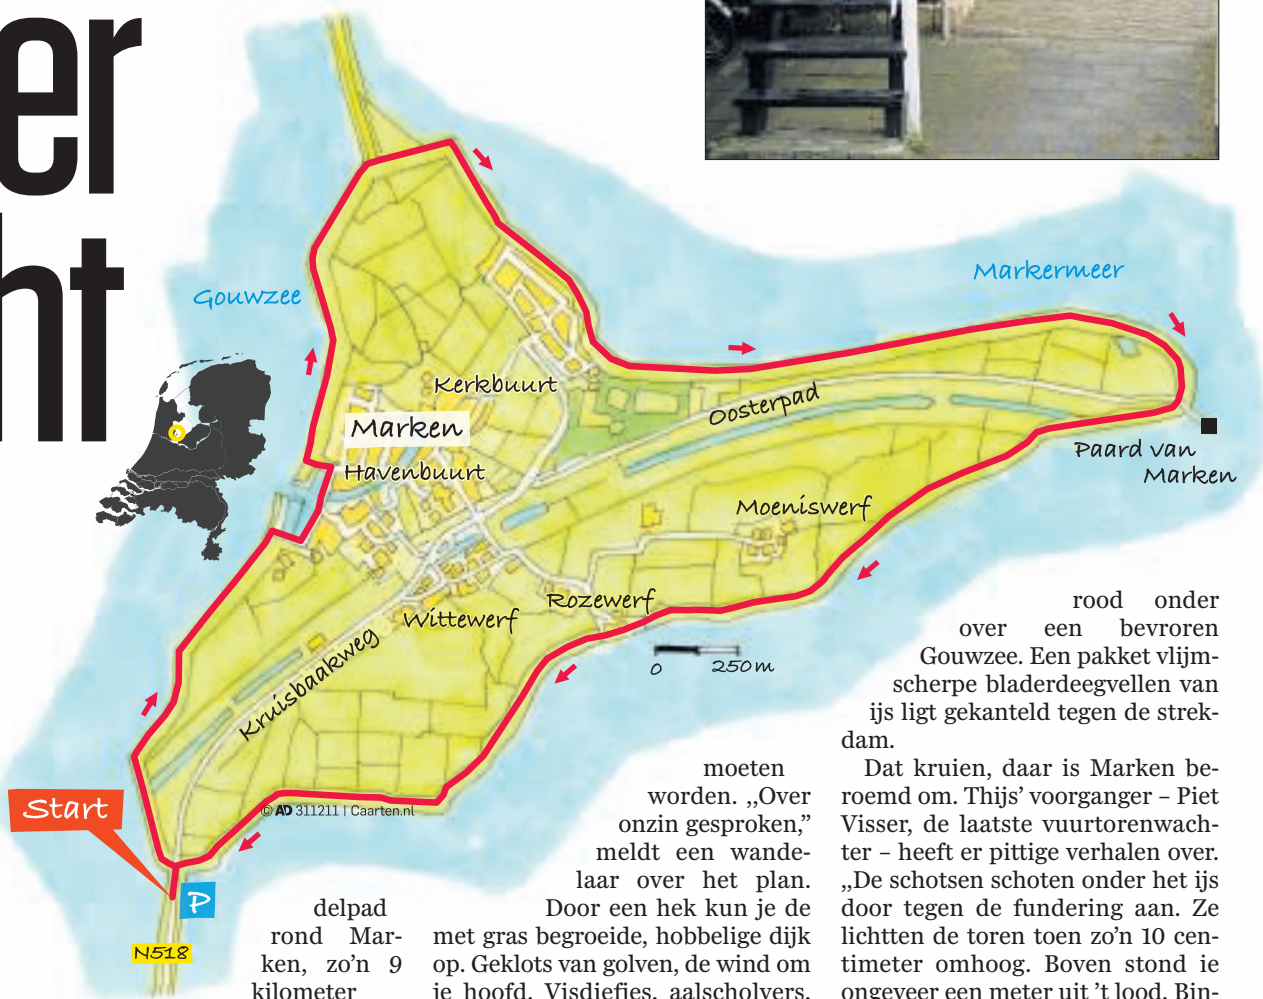 er
ht
Gouwzee
Markermeer
Kerkbuurt
Marken
Havenbuurt
Oosterpad
Paard van
Marken
Moeniswerf
Rozewerf
Wittewerf
Kruisbaakweg
0 250 m
© AD 311211 | Caarten.nl
Start
P
N518
delpad
rond Mar-
ken, zo’n 9
kilometer
moeten
worden. „Over
onzin gesproken,”
meldt een wande-
laar over het plan.
Door een hek kun je de
met gras begroeide, hobbelige dijk
op. Geklots van golven, de wind om
je hoofd. Visdiefjes, aalscholvers,
rood onder
over een bevroren
Gouwzee. Een pakket vlijm-
scherpe bladerdeegvellen van
ijs ligt gekanteld tegen de strek-
dam.
Dat kruien, daar is Marken be-
roemd om. Thijs’ voorganger – Piet
Visser, de laatste vuurtorenwach-
ter – heeft er pittige verhalen over.
„De schotsen schoten onder het ijs
door tegen de fundering aan. Ze
lichtten de toren toen zo’n 10 cen-
timeter omhoog. Boven stond ie
ongeveer een meter uit ’t lood. Bin-